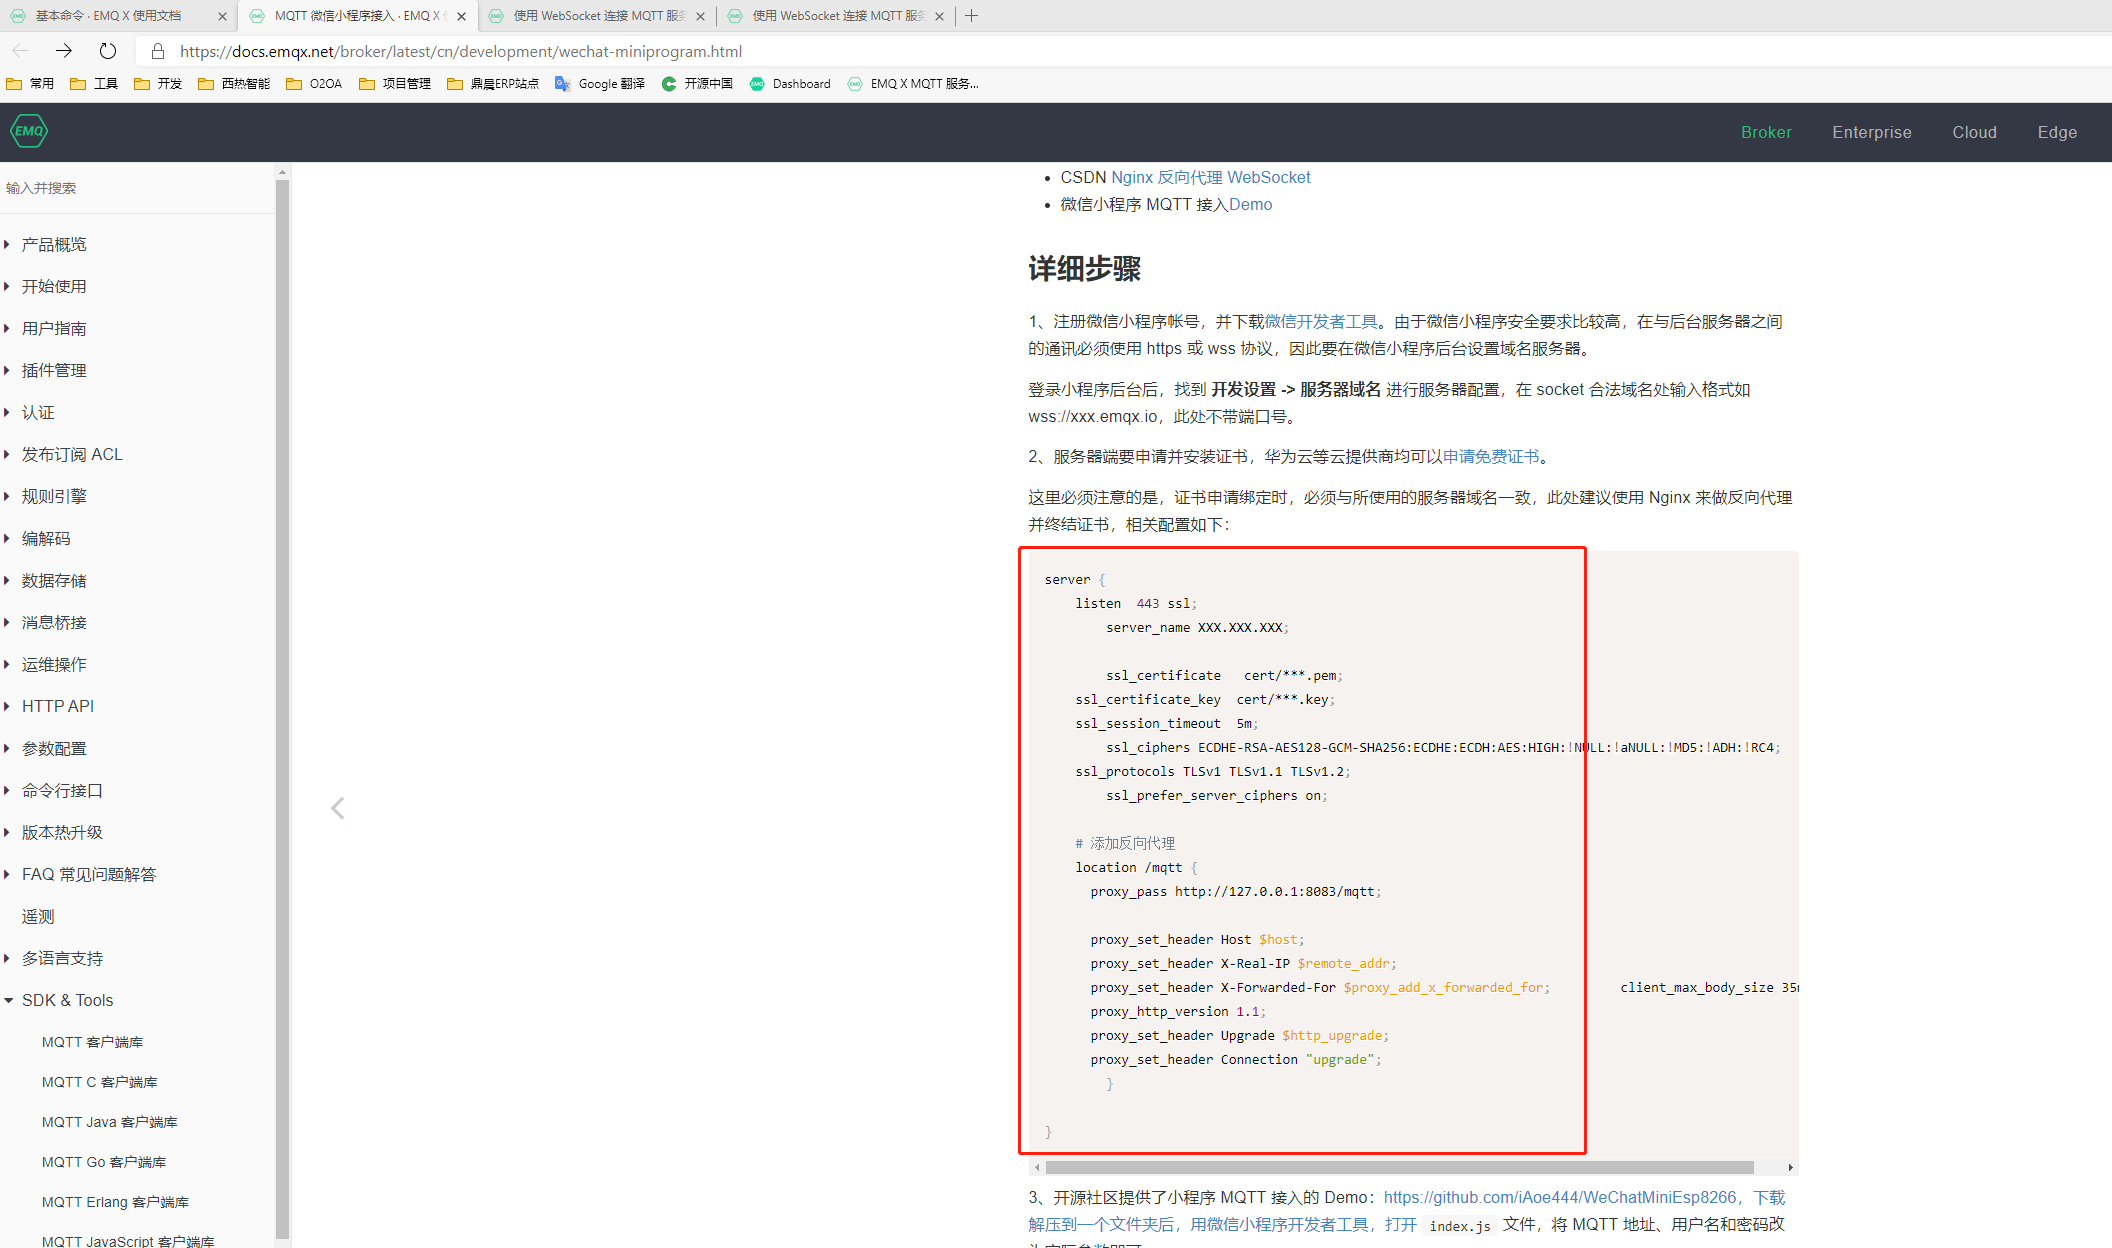 基本命令 · EMQ X 使用文档
MQTT 微信小程序接入 · EMQ X
使用 WebSocket 连接 MQTT 服务
使用 WebSocket 连接 MQTT 服务
https://docs.emqx.net/broker/latest/cn/development/wechat-miniprogram.html
常用 工具 开发 西热智能 O2OA 项目管理 鼎晨ERP站点 Google 翻译 开源中国 Dashboard EMQ X MQTT 服务...
EMQ
Broker Enterprise Cloud Edge
输入并搜索
产品概览
开始使用
用户指南
插件管理
认证
发布订阅 ACL
规则引擎
编解码
数据存储
消息桥接
运维操作
HTTP API
参数配置
命令行接口
版本热升级
FAQ 常见问题解答
遥测
多语言支持
SDK & Tools
MQTT 客户端库
MQTT C 客户端库
MQTT Java 客户端库
MQTT Go 客户端库
MQTT Erlang 客户端库
MQTT JavaScript 客户端库
CSDN Nginx 反向代理 WebSocket
微信小程序 MQTT 接入Demo
详细步骤
1、注册微信小程序帐号，并下载微信开发者工具。由于微信小程序安全要求比较高，在与后台服务器之间
的通讯必须使用 https 或 wss 协议，因此要在微信小程序后台设置域名服务器。
登录小程序后台后，找到 开发设置 -> 服务器域名 进行服务器配置，在 socket 合法域名处输入格式如
wss://xxx.emqx.io，此处不带端口号。
2、服务器端要申请并安装证书，华为云等云提供商均可以申请免费证书。
这里必须注意的是，证书申请绑定时，必须与所使用的服务器域名一致，此处建议使用 Nginx 来做反向代理
并终结证书，相关配置如下：
server {
listen  443 ssl;
server_name XXX.XXX.XXX;
ssl_certificate   cert/***.pem;
ssl_certificate_key  cert/***.key;
ssl_session_timeout  5m;
ssl_ciphers ECDHE-RSA-AES128-GCM-SHA256:ECDHE:ECDH:AES:HIGH:!NULL:!aNULL:!MD5:!ADH:!RC4;
ssl_protocols TLSv1 TLSv1.1 TLSv1.2;
ssl_prefer_server_ciphers on;
# 添加反向代理
location /mqtt {
proxy_pass http://127.0.0.1:8083/mqtt;
proxy_set_header Host $host;
proxy_set_header X-Real-IP $remote_addr;
proxy_set_header X-Forwarded-For $proxy_add_x_forwarded_for;         client_max_body_size 35
proxy_http_version 1.1;
proxy_set_header Upgrade $http_upgrade;
proxy_set_header Connection "upgrade";
}
}
3、开源社区提供了小程序 MQTT 接入的 Demo：https://github.com/iAoe444/WeChatMiniEsp8266，下载
解压到一个文件夹后，用微信小程序开发者工具，打开 index.js 文件，将 MQTT 地址、用户名和密码改